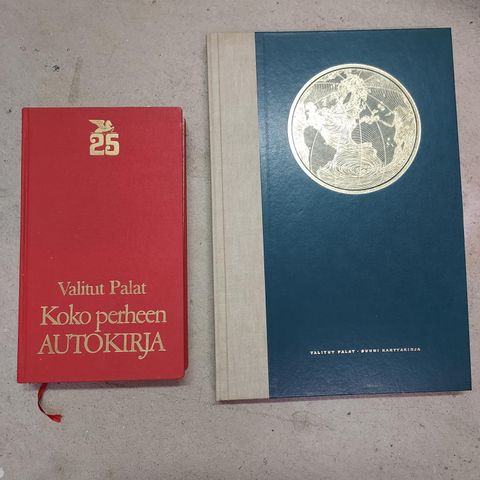 25
Valitut Palat
Koko perheen
AUTOKIRJA
VALITUT PALAT · SUURI KARTTAKIRJA